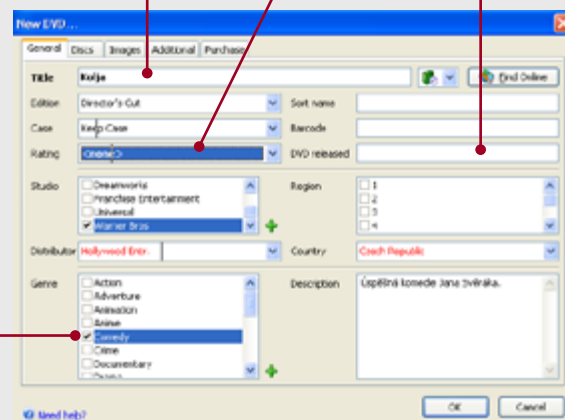 New DVD...
General Discs Images Additional Purchase
Title Kolja Find Online
Edition Director's Cut Sort name
Case Keep Case Barcode
Rating <none> DVD released
Studio Dreamworks Region 1
Franchise Entertainment 2
Universal 3
Warner Bros 4
Distributor Hollywood Entr. Country Czech Republic
Genre Action Description Úspěšná komedie Jana Svěráka.
Adventure
Animation
Anime
Comedy
Crime
Documentary
Drama
Need help? OK Cancel